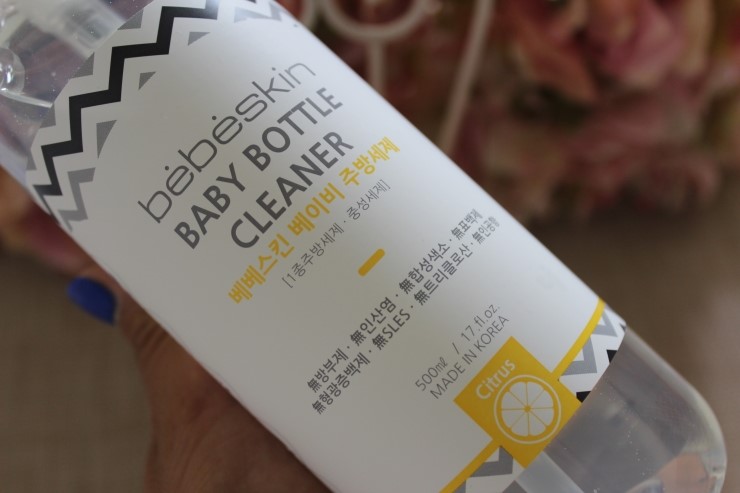 bėbėskin
BABY BOTTLE
CLEANER
베베스킨 베이비 주방세제
[1종주방세제 · 중성세제]
無방부제 · 無인산염 · 無합성색소 · 無표백제
無형광증백제 · 無SLES · 無트리클로산 · 無인공향
500㎖ / 17.fl.oz.
MADE IN KOREA
Citrus